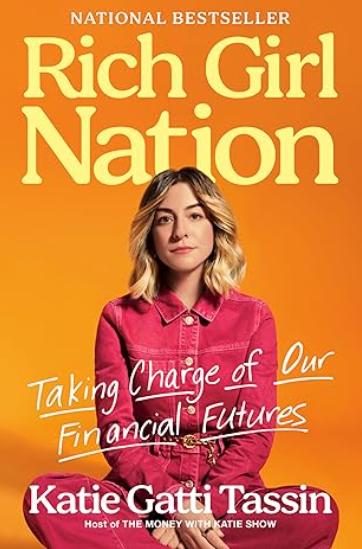 NATIONAL BESTSELLER
Rich Girl
Nation
Taking Charge of Our
Financial Futures
Katie Gatti Tassin
Host of THE MONEY WITH KATIE SHOW